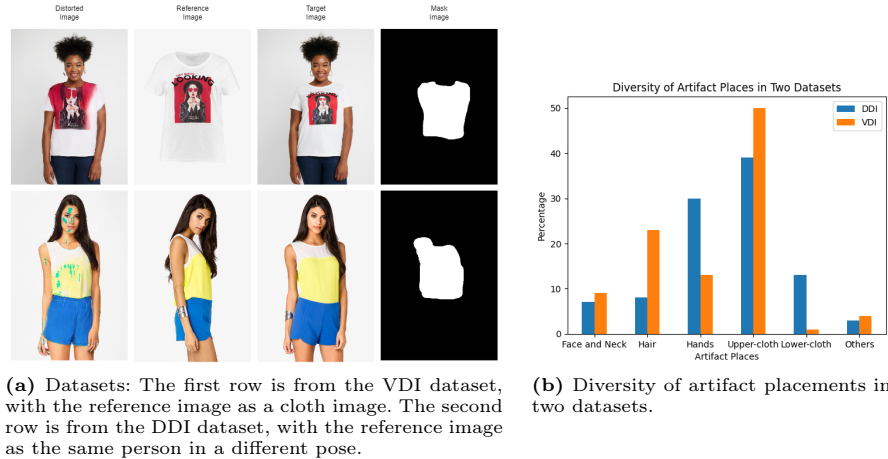 Distorted
Image
Reference
Image
Target
Image
Mask
Image
LOOKING
(a) Datasets: The first row is from the VDI dataset,
with the reference image as a cloth image. The second
row is from the DDI dataset, with the reference image
as the same person in a different pose.
Diversity of Artifact Places in Two Datasets
DDI
VDI
50
40
30
20
10
0
Percentage
Face and Neck
Hair
Hands
Upper-cloth
Lower-cloth
Others
Artifact Places
(b) Diversity of artifact placements in
two datasets.